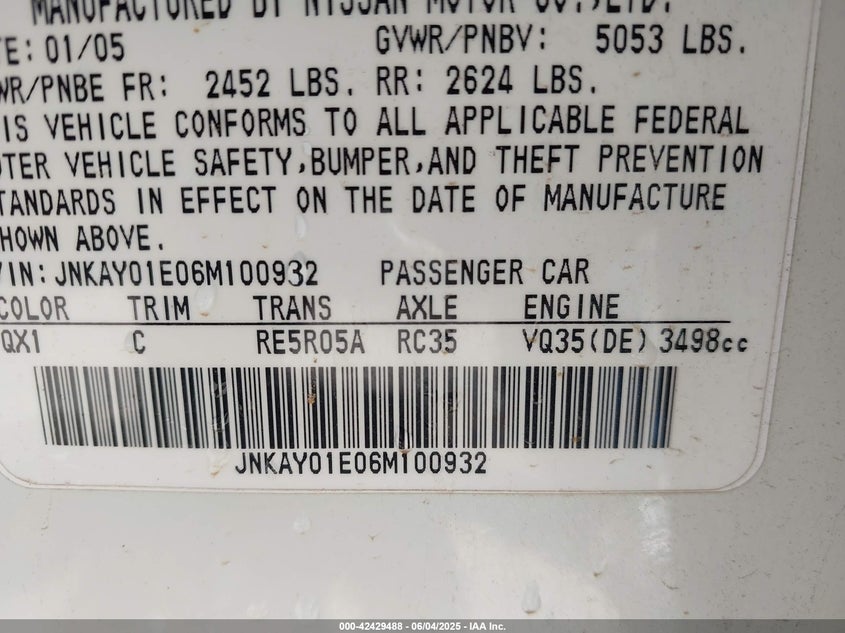 MANUFACTURED BY NISSAN MOTOR CO.,LTD.
TE: 01/05 GVWR/PNBV: 5053 LBS.
WR/PNBE FR: 2452 LBS. RR: 2624 LBS.
IS VEHICLE CONFORMS TO ALL APPLICABLE FEDERAL
OTER VEHICLE SAFETY,BUMPER,AND THEFT PREVENTION
TANDARDS IN EFFECT ON THE DATE OF MANUFACTURE
HOWN ABOVE.
VIN: JNKAY01E06M100932 PASSENGER CAR
COLOR TRIM TRANS AXLE ENGINE
QX1 C RE5R05A RC35 VQ35(DE) 3498cc
JNKAY01E06M100932
000-42429488 - 06/04/2025 - IAA Inc.